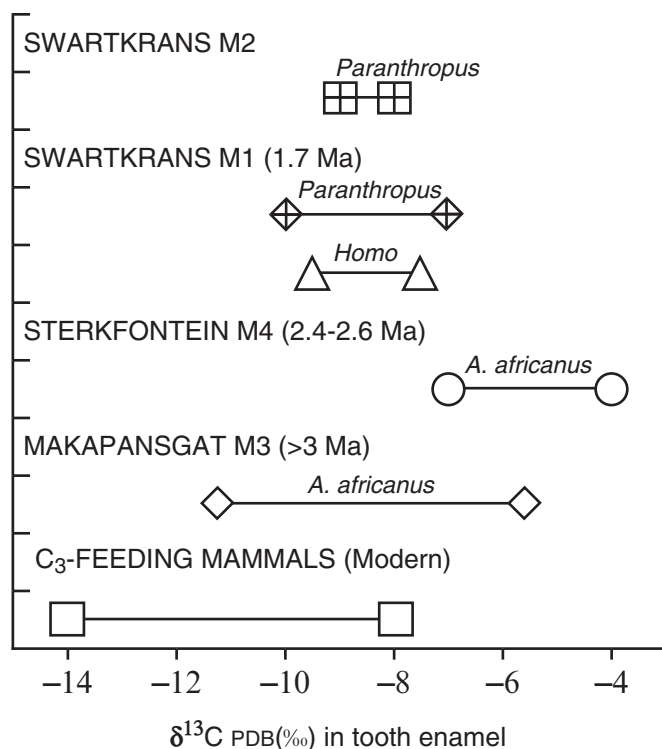 SWARTKRANS M2
Paranthropus
SWARTKRANS M1 (1.7 Ma)
Paranthropus
Homo
STERKFONTEIN M4 (2.4-2.6 Ma)
A. africanus
MAKAPANSGAT M3 (>3 Ma)
A. africanus
C₃-FEEDING MAMMALS (Modern)
−14 −12 −10 −8 −6 −4
δ¹³C PDB(‰) in tooth enamel